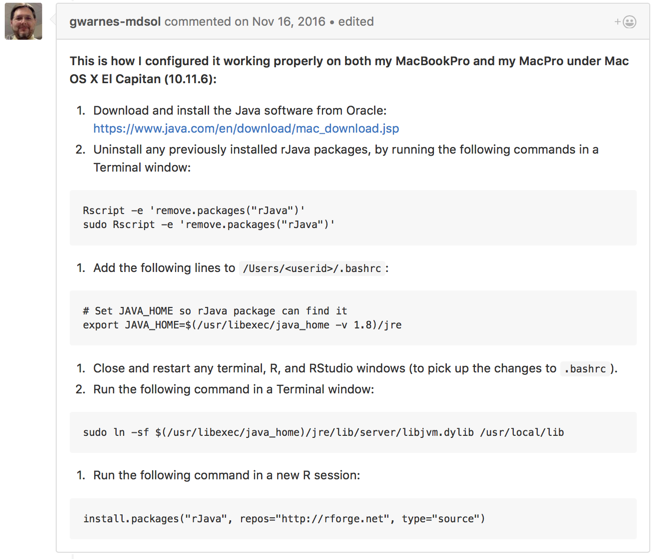 gwarnes-mdsol commented on Nov 16, 2016 • edited
This is how I configured it working properly on both my MacBookPro and my MacPro under Mac
OS X El Capitan (10.11.6):
1. Download and install the Java software from Oracle:
https://www.java.com/en/download/mac_download.jsp
2. Uninstall any previously installed rJava packages, by running the following commands in a
Terminal window:
Rscript -e 'remove.packages("rJava")'
sudo Rscript -e 'remove.packages("rJava")'
1. Add the following lines to /Users/<userid>/.bashrc :
# Set JAVA_HOME so rJava package can find it
export JAVA_HOME=$(/usr/libexec/java_home -v 1.8)/jre
1. Close and restart any terminal, R, and RStudio windows (to pick up the changes to .bashrc ).
2. Run the following command in a Terminal window:
sudo ln -sf $(/usr/libexec/java_home)/jre/lib/server/libjvm.dylib /usr/local/lib
1. Run the following command in a new R session:
install.packages("rJava", repos="http://rforge.net", type="source")